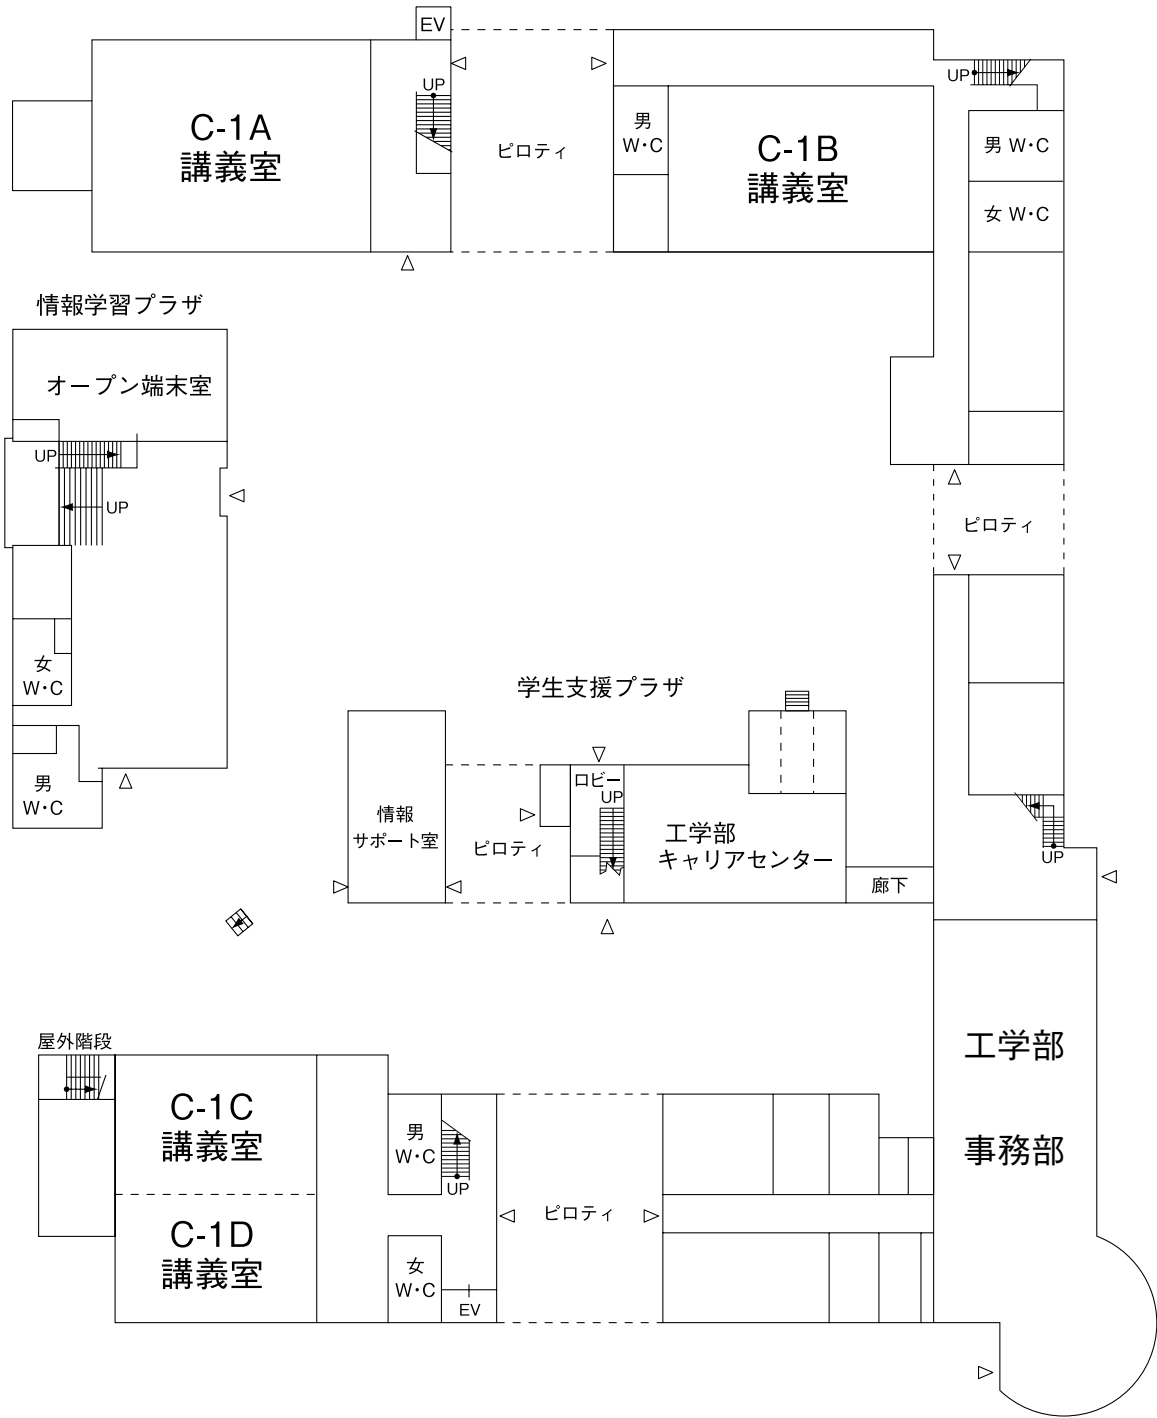 EV
UP
C-1A
講義室
ピロティ
男
W・C
C-1B
講義室
UP
男 W・C
女 W・C
情報学習プラザ
オープン端末室
UP
UP
女
W・C
男
W・C
ピロティ
学生支援プラザ
情報
サポート室
ピロティ
ロビー
UP
工学部
キャリアセンター
廊下
UP
屋外階段
C-1C
講義室
C-1D
講義室
男
W・C
UP
女
W・C
EV
ピロティ
工学部
事務部